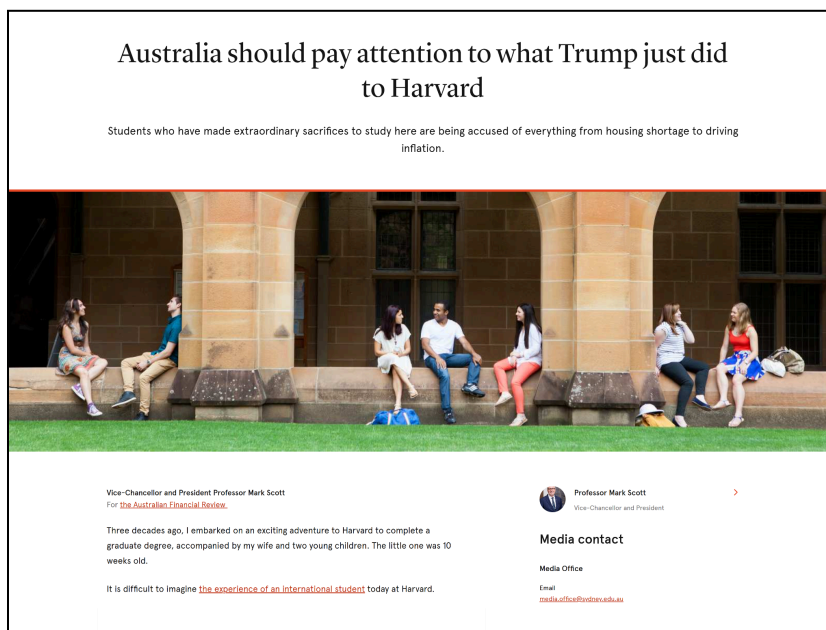 Australia should pay attention to what Trump just did
to Harvard
Students who have made extraordinary sacrifices to study here are being accused of everything from housing shortage to driving
inflation.
Vice-Chancellor and President Professor Mark Scott
For the Australian Financial Review
Three decades ago, I embarked on an exciting adventure to Harvard to complete a
graduate degree, accompanied by my wife and two young children. The little one was 10
weeks old.
It is difficult to imagine the experience of an international student today at Harvard.
Professor Mark Scott
Vice-Chancellor and President
Media contact
Media Office
Email
media.office@sydney.edu.au